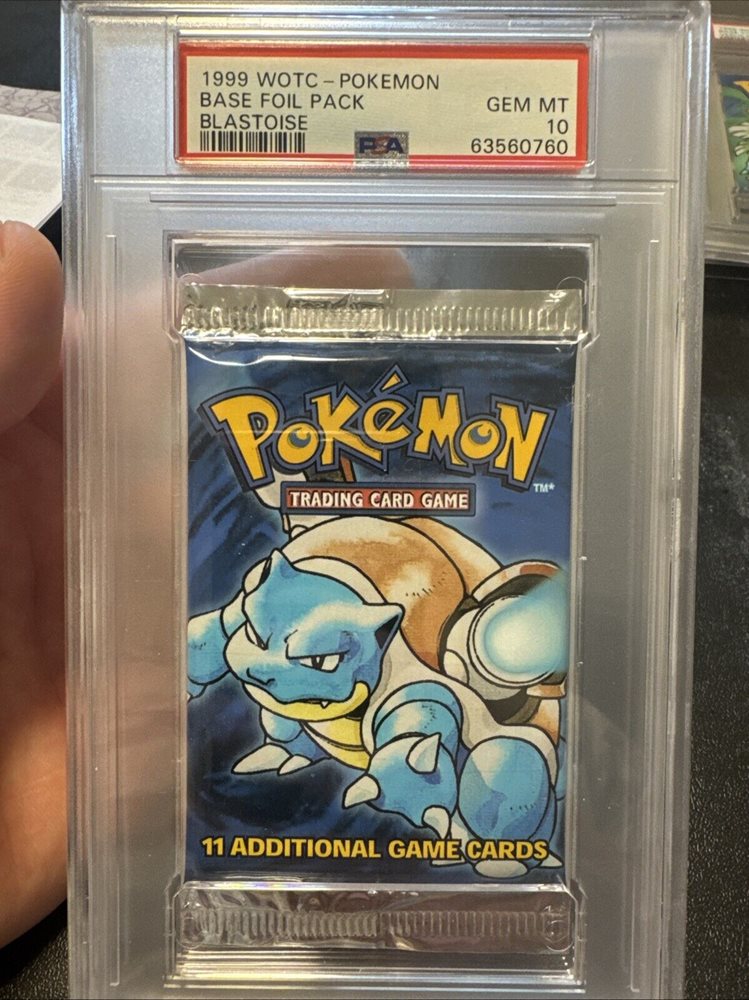 1999 WOTC - POKEMON
BASE FOIL PACK GEM MT
BLASTOISE 10
PSA 63560760
POKéMON
TM*
TRADING CARD GAME
11 ADDITIONAL GAME CARDS